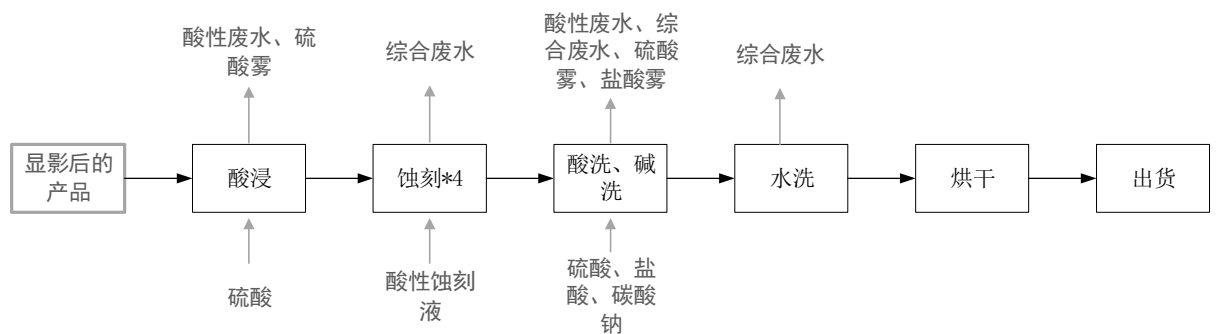 酸性废水、硫
酸雾
综合废水
酸性废水、综
合废水、硫酸
雾、盐酸雾
综合废水
显影后的
产品
酸浸
蚀刻*4
酸洗、碱
洗
水洗
烘干
出货
硫酸
酸性蚀刻
液
硫酸、盐
酸、碳酸
钠